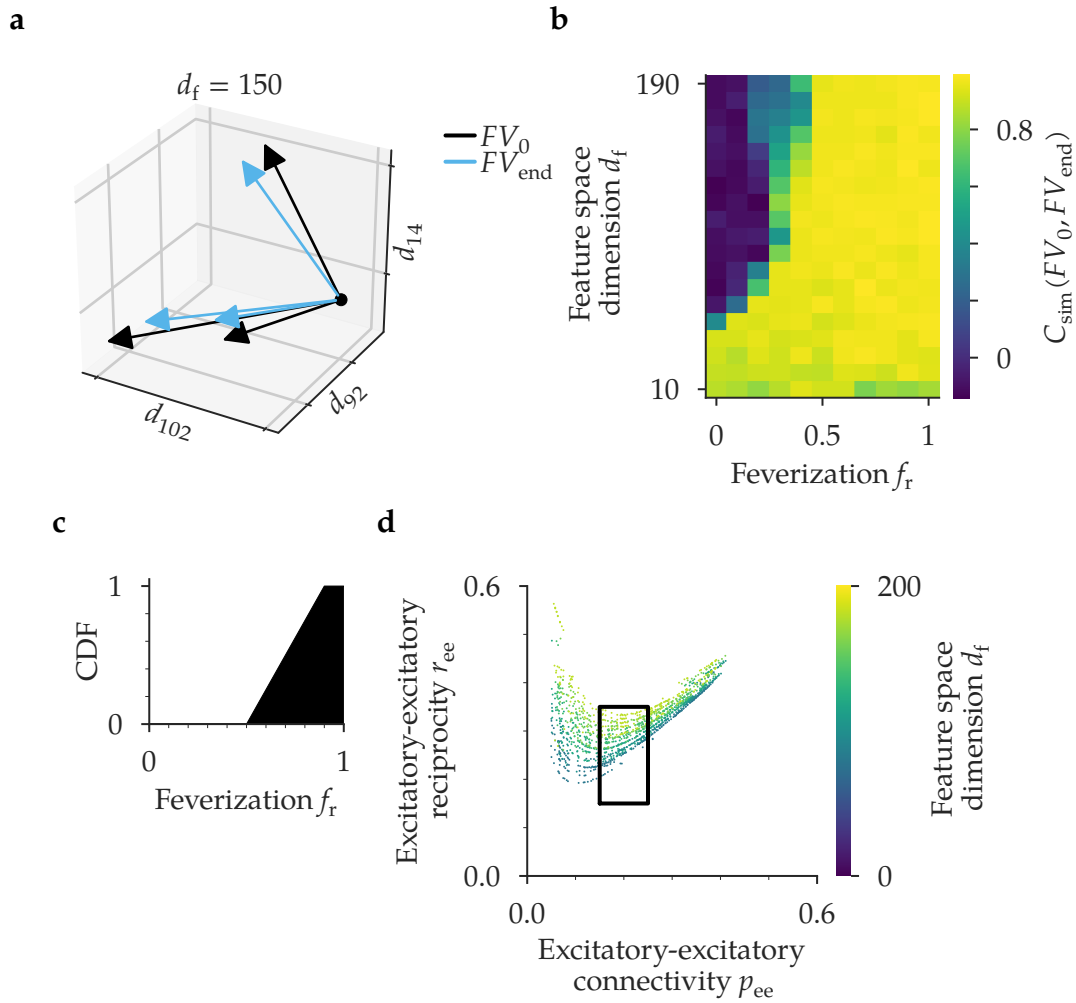 a
d_f = 150
FV_0
FV_end
d_14
d_92
d_102
b
190
10
Feature space
dimension d_f
0
0.5
1
Feverization f_r
0.8
0
C_sim (FV_0, FV_end)
c
1
0
CDF
0
1
Feverization f_r
d
0.6
0.0
Excitatory-excitatory
reciprocity r_ee
0.0
0.6
Excitatory-excitatory
connectivity p_ee
200
0
Feature space
dimension d_f